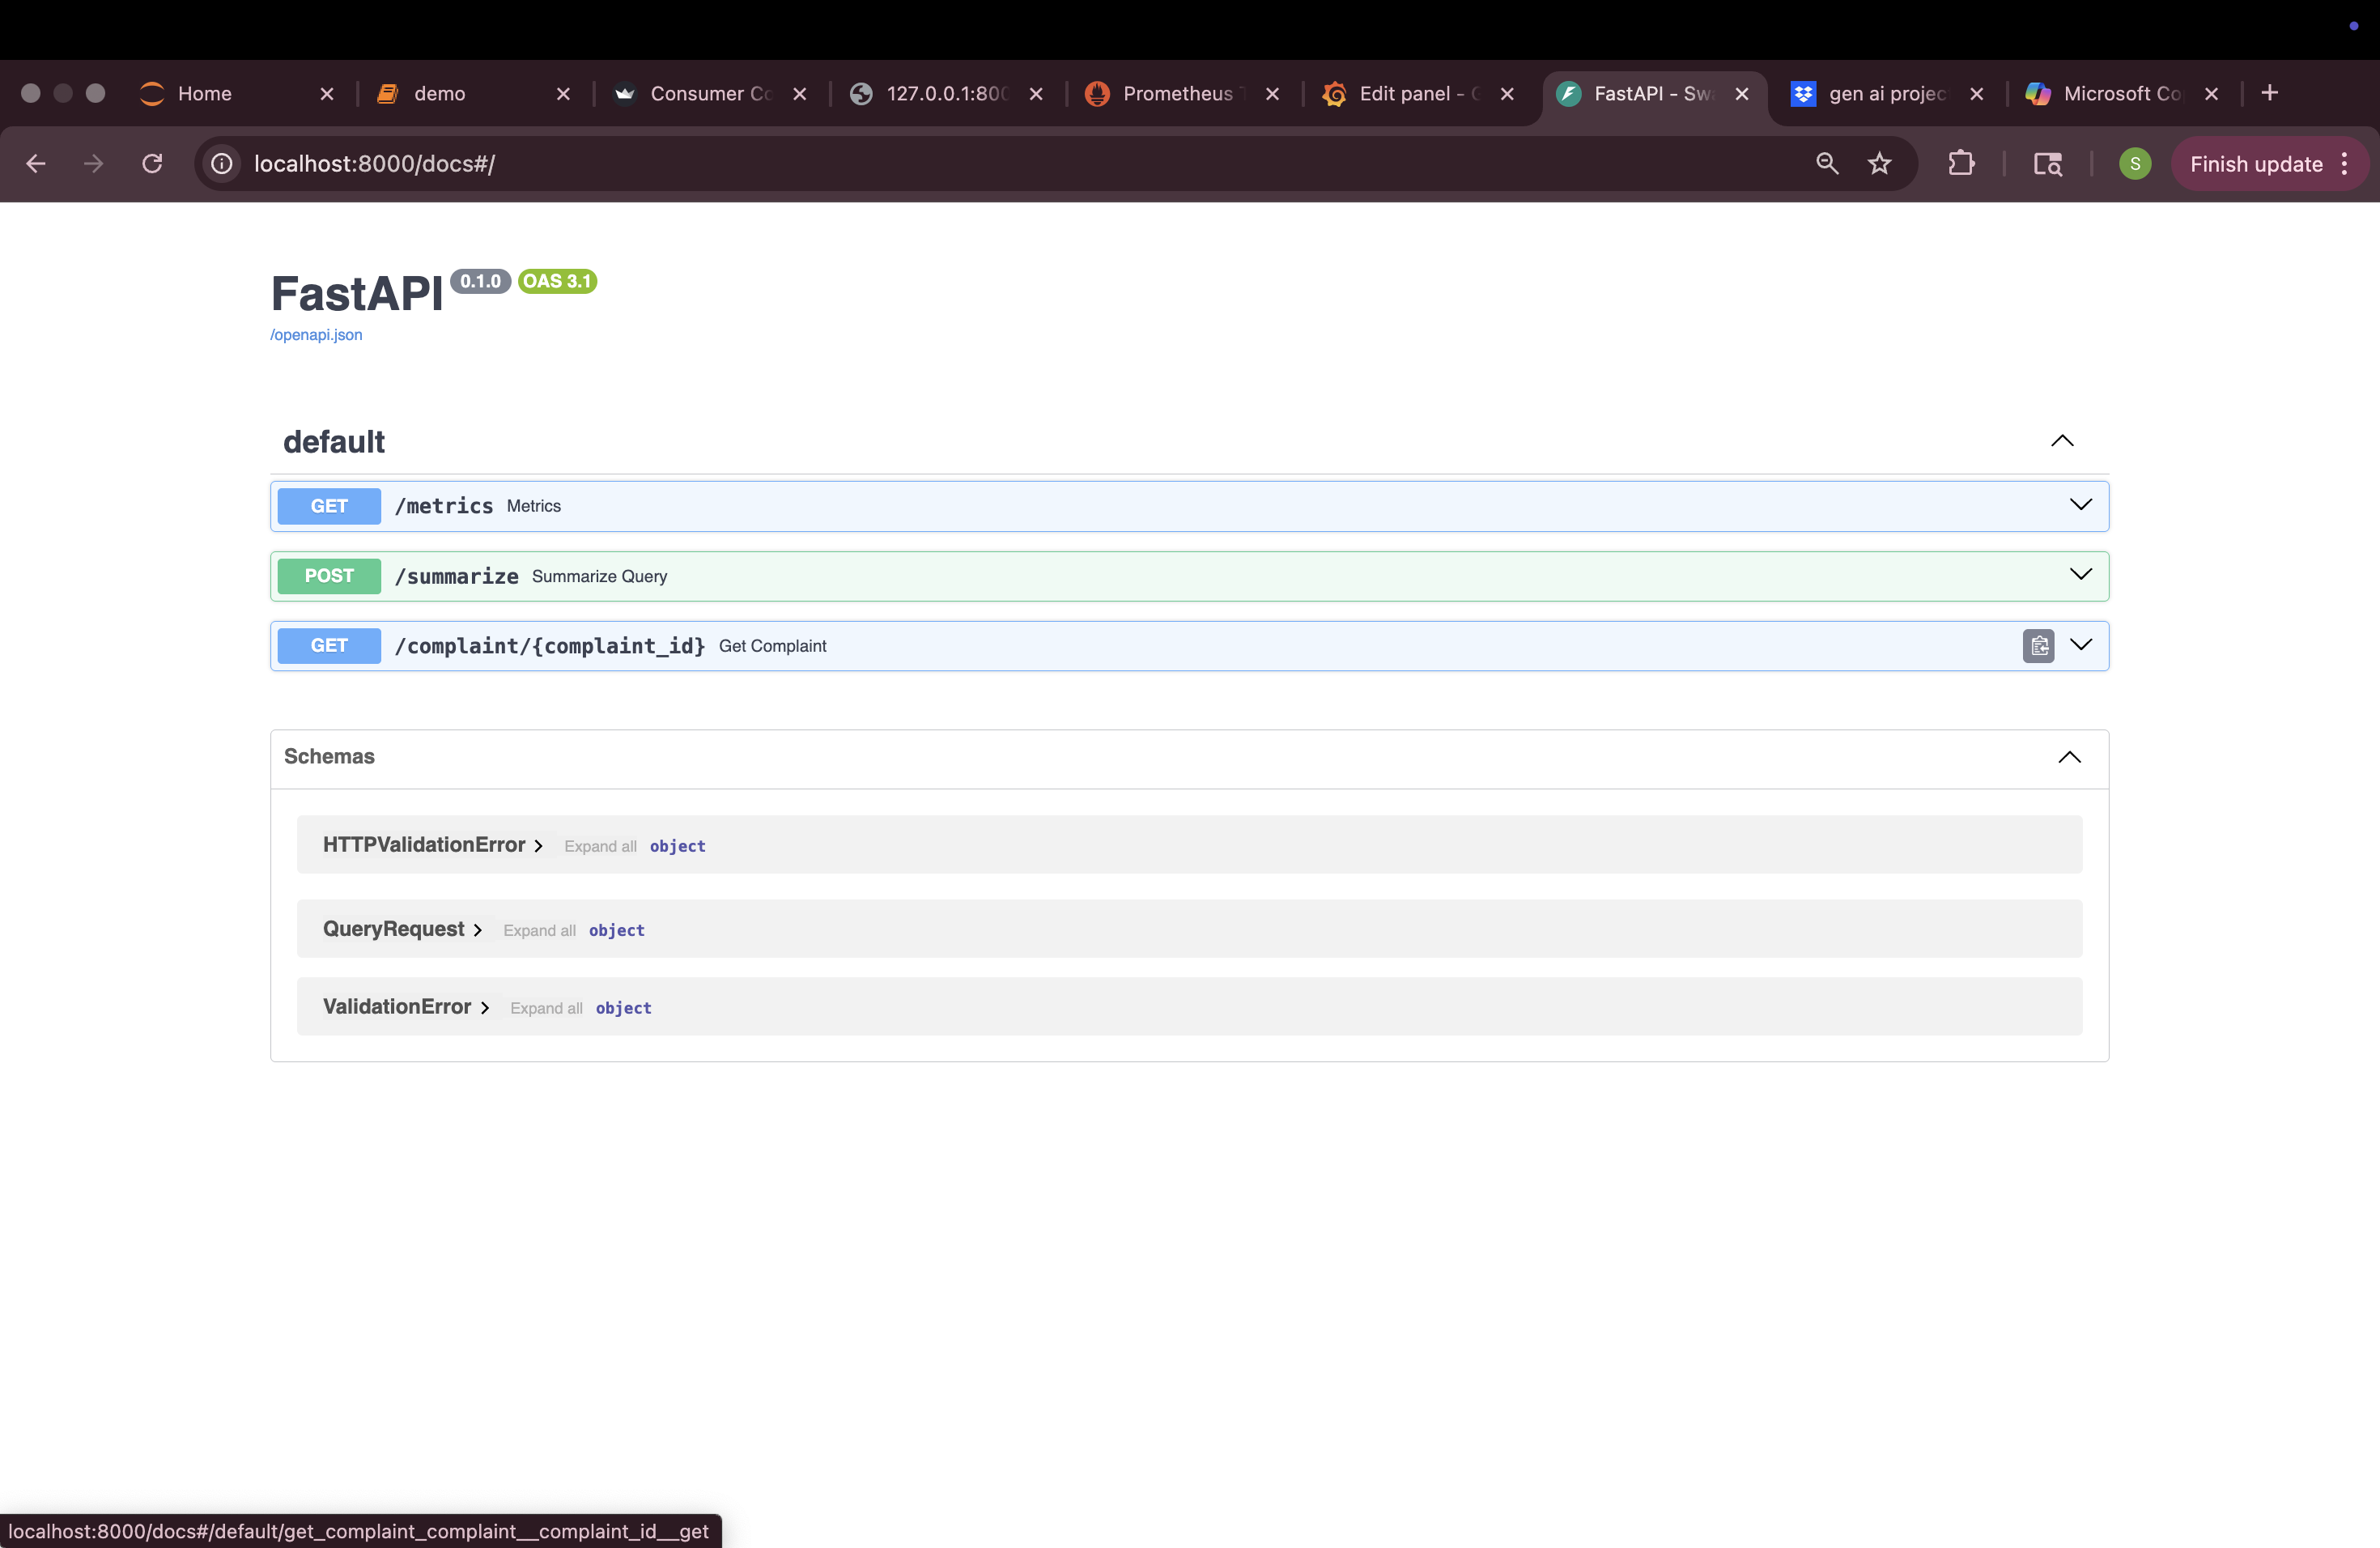 Home
demo
Consumer Co
127.0.0.1:800
Prometheus T
Edit panel - G
FastAPI - Swa
gen ai projec
Microsoft Co
localhost:8000/docs#/
S
Finish update
FastAPI 0.1.0 OAS 3.1
/openapi.json
default
GET /metrics Metrics
POST /summarize Summarize Query
GET /complaint/{complaint_id} Get Complaint
Schemas
HTTPValidationError Expand all object
QueryRequest Expand all object
ValidationError Expand all object
localhost:8000/docs#/default/get_complaint_complaint__complaint_id__get